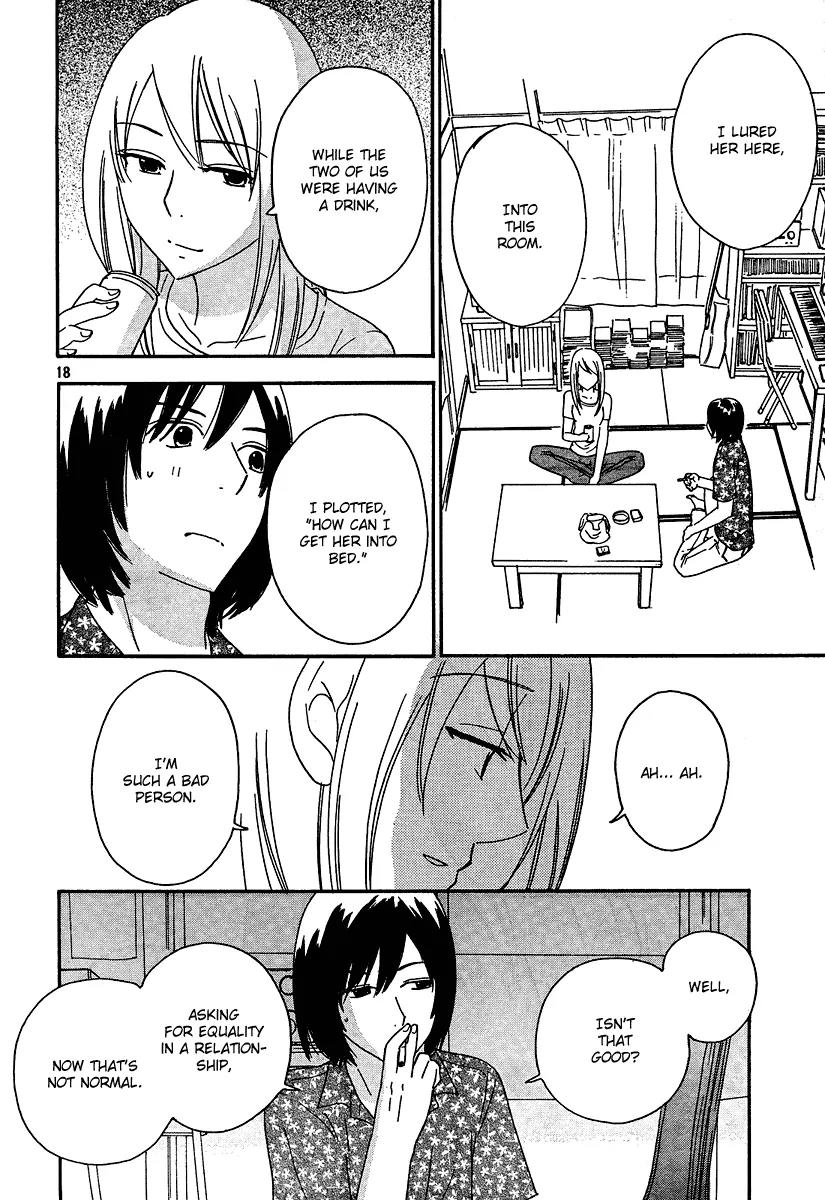 I LURED
HER HERE,
INTO
THIS
ROOM.
WHILE THE
TWO OF US
WERE HAVING
A DRINK,
18
I PLOTTED,
"HOW CAN I
GET HER INTO
BED."
AH... AH.
I'M
SUCH A BAD
PERSON.
WELL,
ISN'T
THAT
GOOD?
ASKING
FOR EQUALITY
IN A RELATION-
SHIP,
NOW THAT'S
NOT NORMAL.